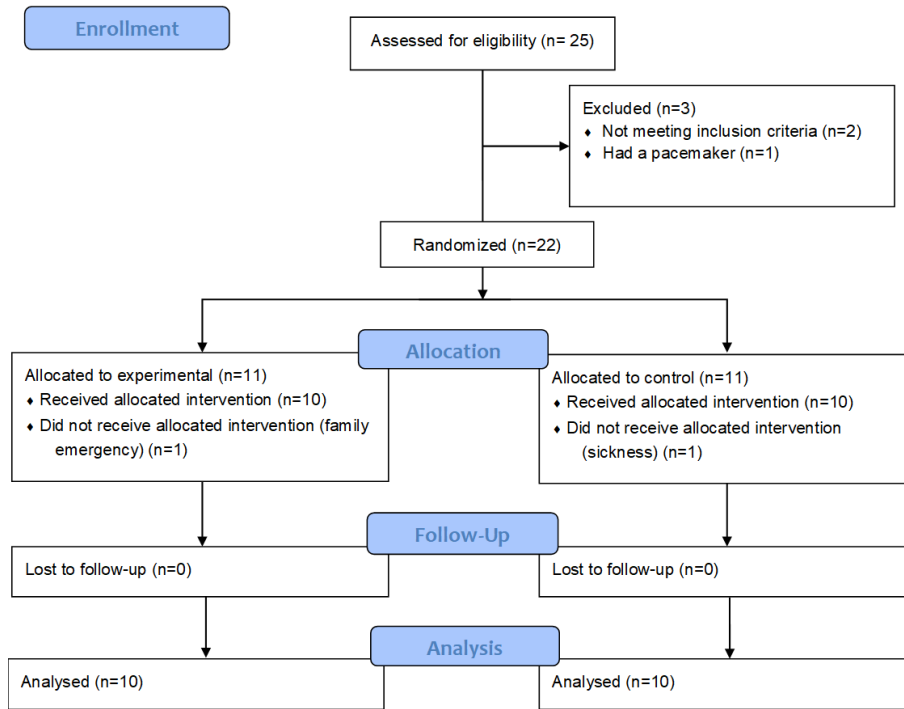 Enrollment
Assessed for eligibility (n= 25)
Excluded (n=3)
♦ Not meeting inclusion criteria (n=2)
♦ Had a pacemaker (n=1)
Randomized (n=22)
Allocation
Allocated to experimental (n=11)
♦ Received allocated intervention (n=10)
♦ Did not receive allocated intervention (family
emergency) (n=1)
Allocated to control (n=11)
♦ Received allocated intervention (n=10)
♦ Did not receive allocated intervention
(sickness) (n=1)
Follow-Up
Lost to follow-up (n=0)
Lost to follow-up (n=0)
Analysis
Analysed (n=10)
Analysed (n=10)